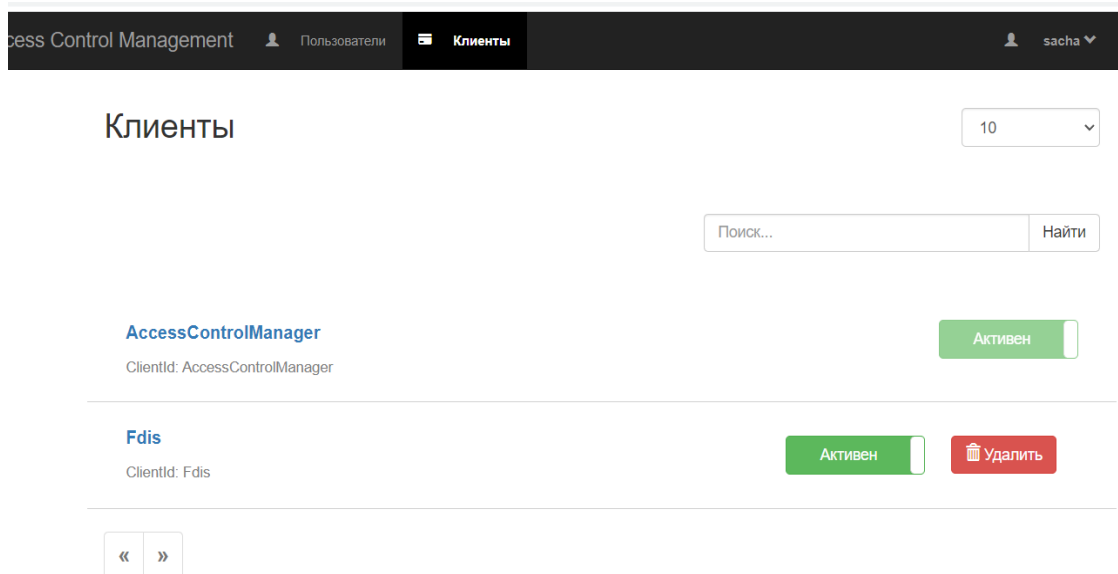 cess Control Management Пользователи Клиенты sacha
Клиенты 10
Поиск... Найти
AccessControlManager Активен
ClientId: AccessControlManager
Fdis Активен Удалить
ClientId: Fdis
« »